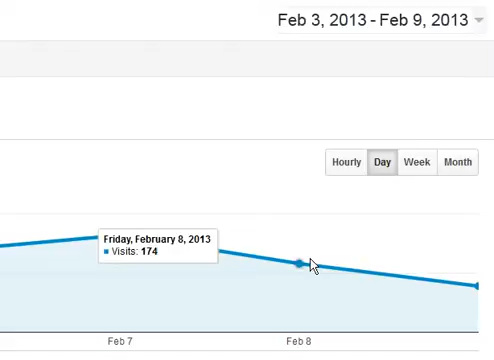 Feb 3, 2013 - Feb 9, 2013
Hourly Day Week Month
Friday, February 8, 2013
Visits: 174
Feb 7 Feb 8